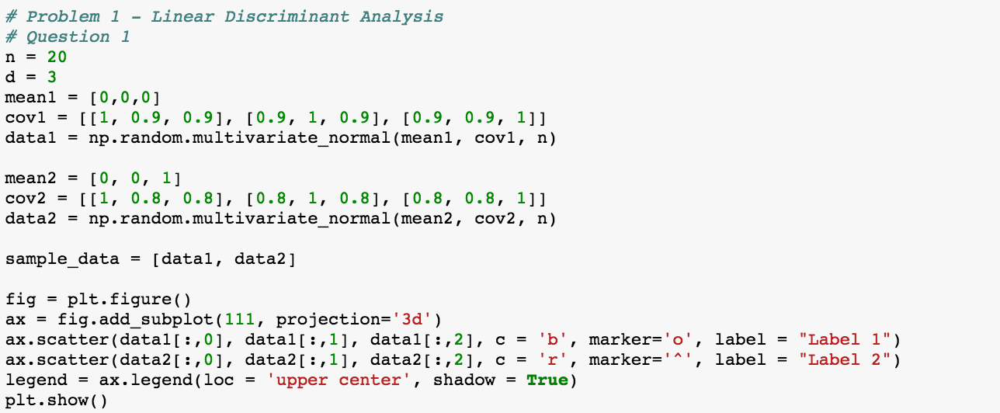 # Problem 1 - Linear Discriminant Analysis
# Question 1
n = 20
d = 3
mean1 = [0,0,0]
cov1 = [[1, 0.9, 0.9], [0.9, 1, 0.9], [0.9, 0.9, 1]]
data1 = np.random.multivariate_normal(mean1, cov1, n)
mean2 = [0, 0, 1]
cov2 = [[1, 0.8, 0.8], [0.8, 1, 0.8], [0.8, 0.8, 1]]
data2 = np.random.multivariate_normal(mean2, cov2, n)
sample_data = [data1, data2]
fig = plt.figure()
ax = fig.add_subplot(111, projection='3d')
ax.scatter(data1[:,0], data1[:,1], data1[:,2], c = 'b', marker='o', label = "Label 1")
ax.scatter(data2[:,0], data2[:,1], data2[:,2], c = 'r', marker='^', label = "Label 2")
legend = ax.legend(loc = 'upper center', shadow = True)
plt.show()